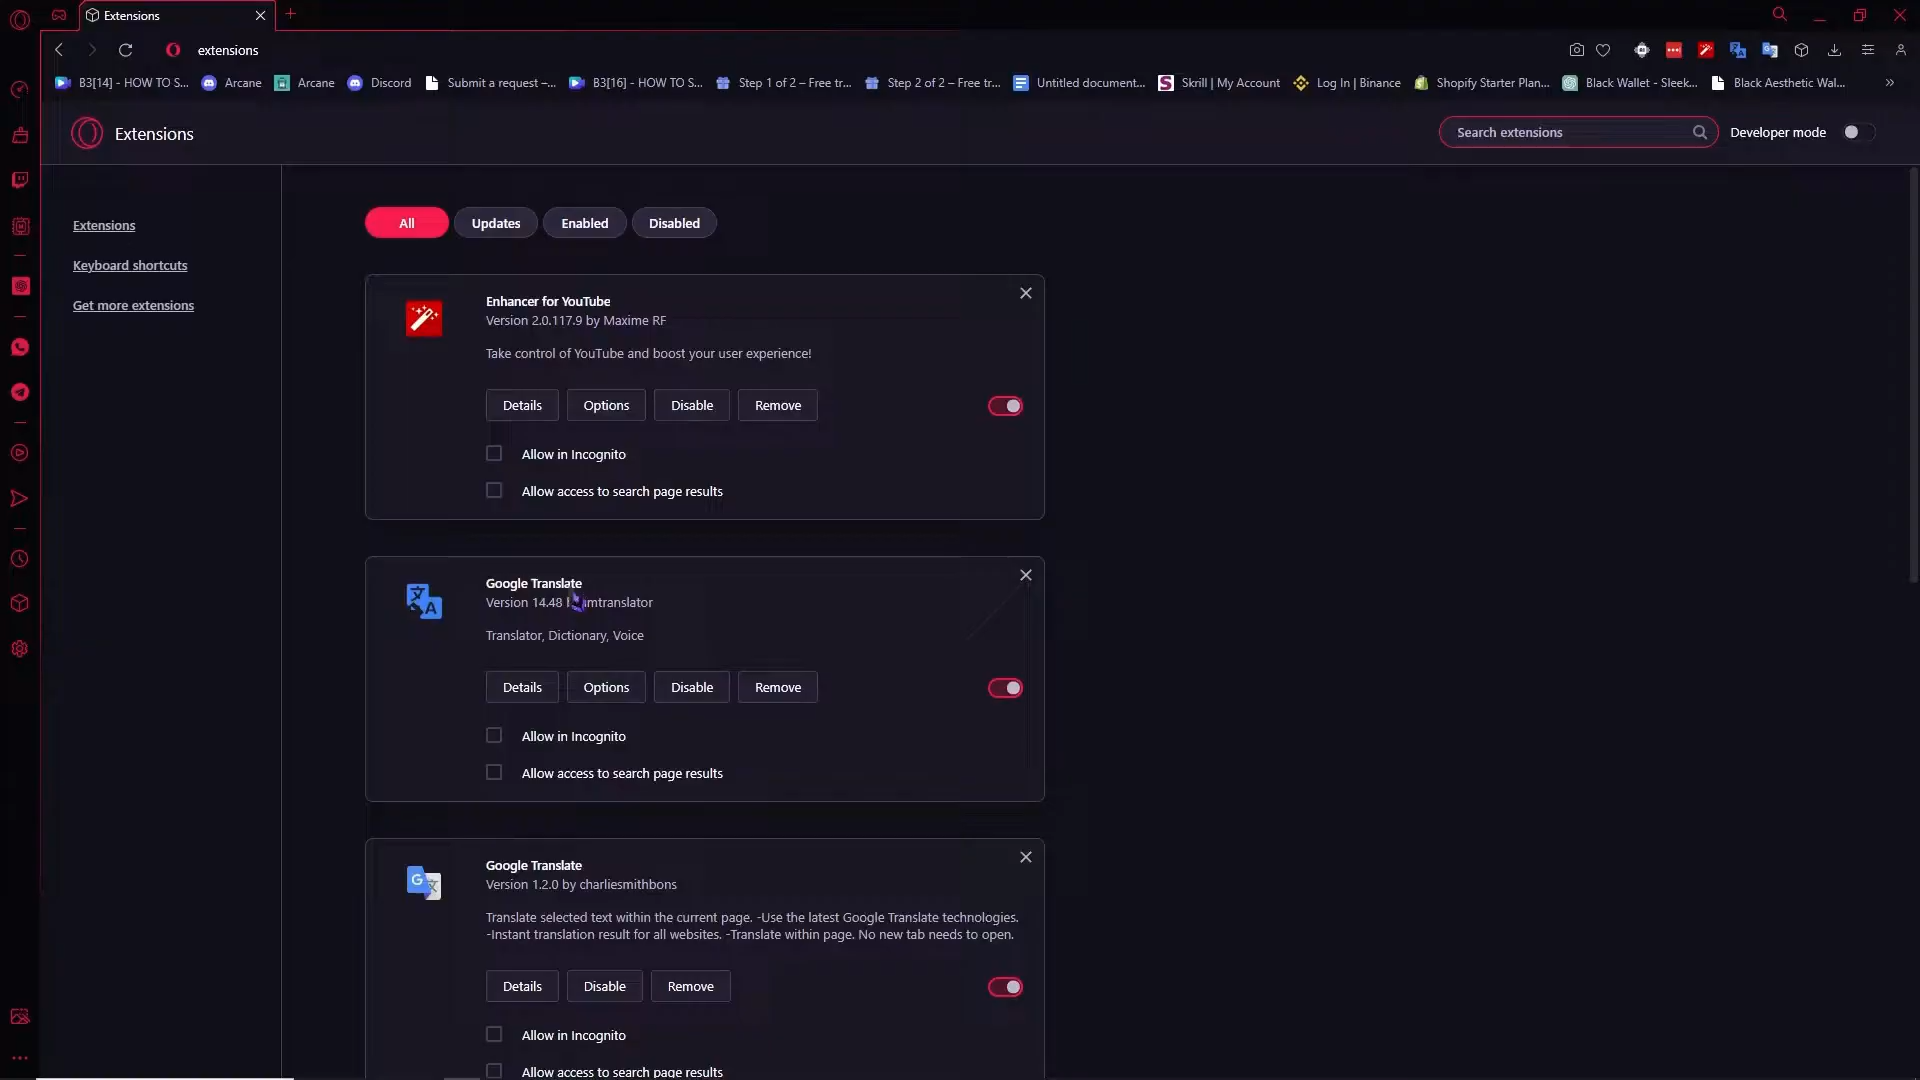 Extensions
extensions
B3[14] - HOW TO S... Arcane Arcane Discord Submit a request –... B3[16] - HOW TO S... Step 1 of 2 – Free tr... Step 2 of 2 – Free tr... Untitled document... Skrill | My Account Log In | Binance Shopify Starter Plan... Black Wallet - Sleek... Black Aesthetic Wal... »
Extensions
Search extensions
Developer mode
Extensions
Keyboard shortcuts
Get more extensions
All Updates Enabled Disabled
Enhancer for YouTube
Version 2.0.117.9 by Maxime RF
Take control of YouTube and boost your user experience!
Details Options Disable Remove
Allow in Incognito
Allow access to search page results
Google Translate
Version 14.48
Translator, Dictionary, Voice
Details Options Disable Remove
Allow in Incognito
Allow access to search page results
Google Translate
Version 1.2.0 by charliesmithbons
Translate selected text within the current page. -Use the latest Google Translate technologies.
-Instant translation result for all websites. -Translate within page. No new tab needs to open.
Details Disable Remove
Allow in Incognito
Allow access to search page results